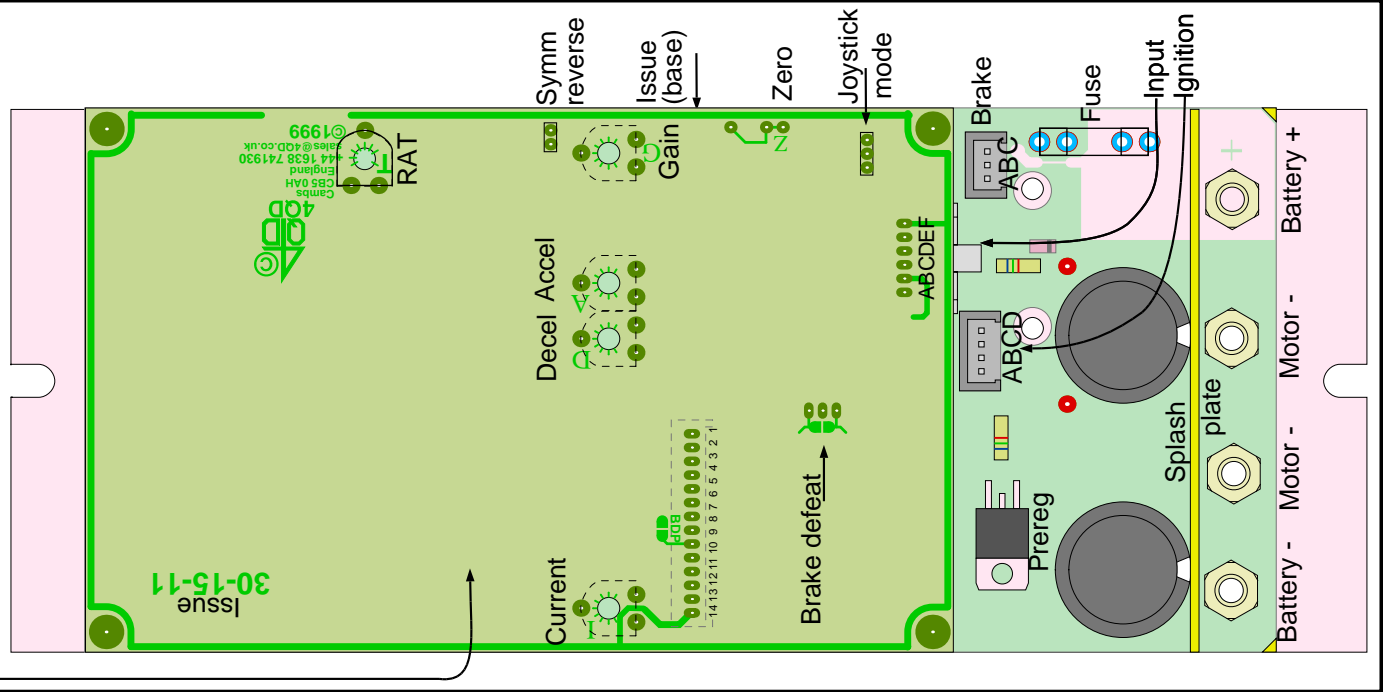 Symm
reverse
Issue
(base)
Zero
Joystick
mode
Brake
Fuse
Input
Ignition
©1999
sales@4QD.co.uk
+44 1638 741930
England
CB5 0AH
Cambs
4QD
QD
©
T
RAT
G
Gain
Z
ABC
+
Battery +
Decel
Accel
A
D
ABCDEF
ABCD
Motor -
Splash
plate
Motor -
Brake defeat
BDP
14 13 12 11 10 9 8 7 6 5 4 3 2 1
Prereg
Battery -
Current
I
Issue
30-15-11